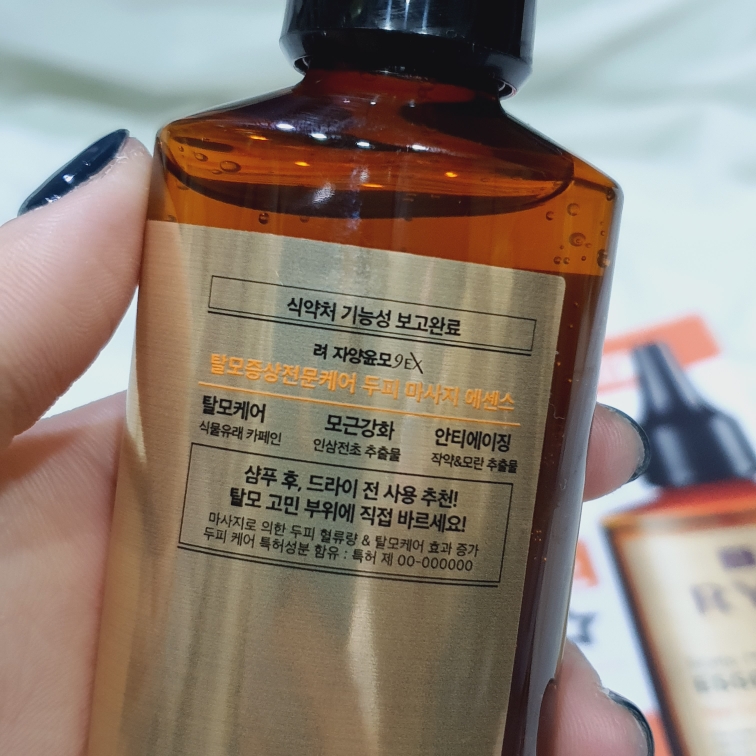 식약처 기능성 보고완료
려 자양윤모 9EX
탈모증상전문케어 두피 마사지 에센스
탈모케어 모근강화 안티에이징
식물유래 카페인 인삼전초 추출물 작약&모란 추출물
샴푸 후, 드라이 전 사용 추천!
탈모 고민 부위에 직접 바르세요!
마사지로 의한 두피 혈류량 & 탈모케어 효과 증가
두피 케어 특허성분 함유 : 특허 제 00-000000